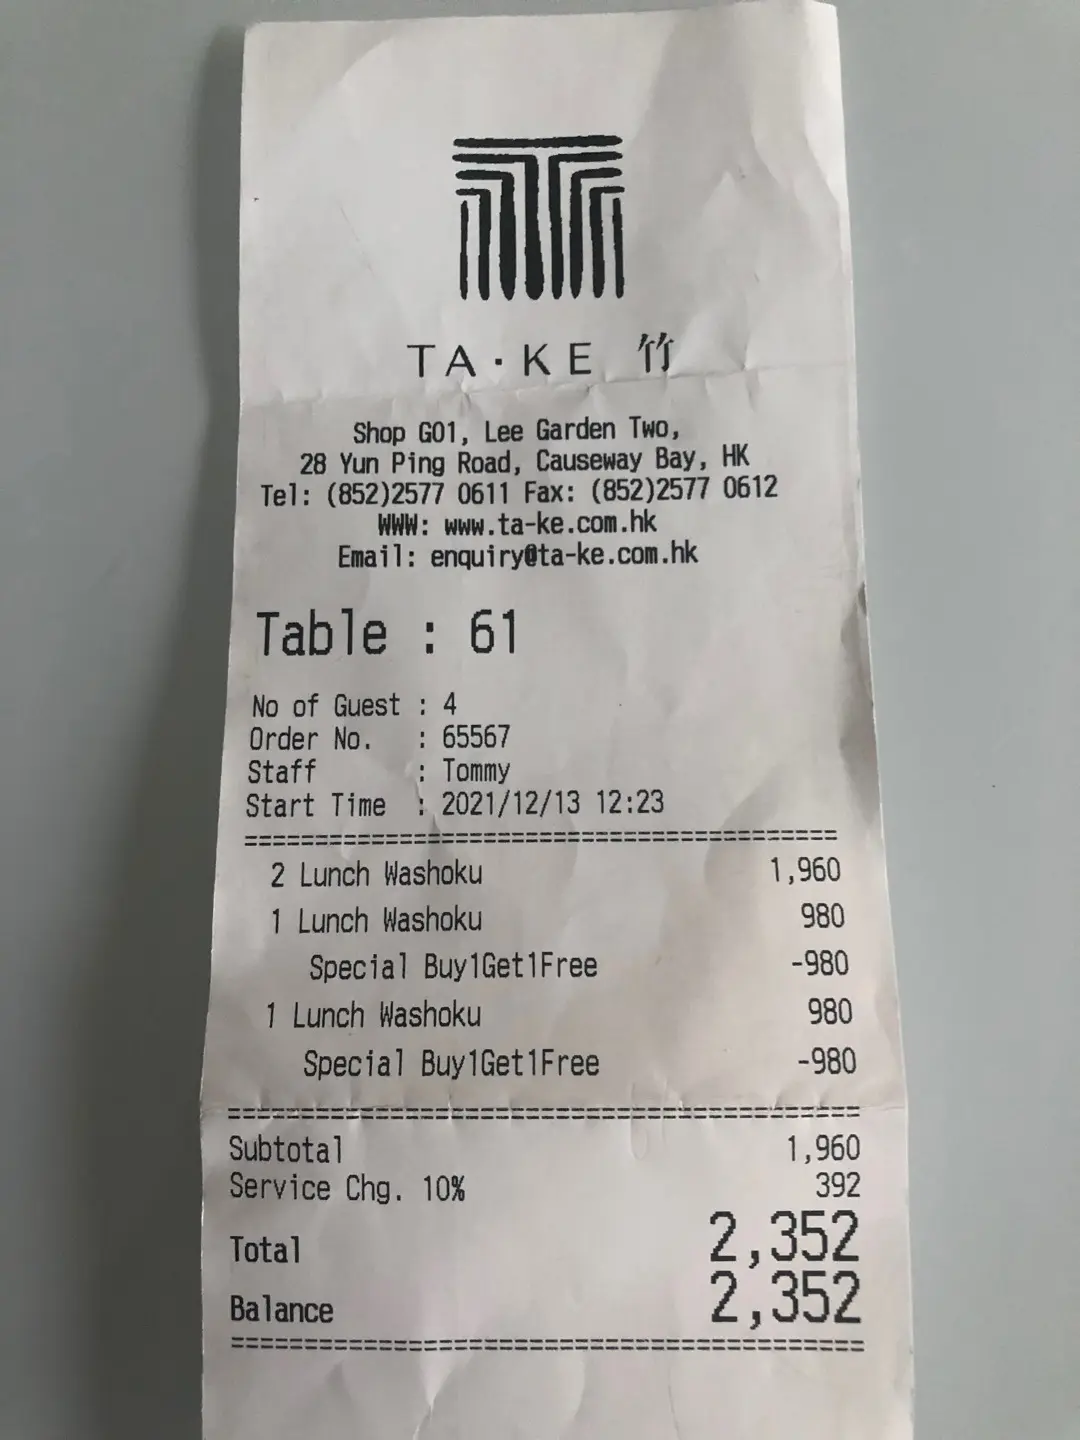 TA·KE 竹
Shop G01, Lee Garden Two,
28 Yun Ping Road, Causeway Bay, HK
Tel: (852)2577 0611 Fax: (852)2577 0612
WWW: www.ta-ke.com.hk
Email: enquiry@ta-ke.com.hk
Table : 61
No of Guest : 4
Order No. : 65567
Staff : Tommy
Start Time : 2021/12/13 12:23
===========================================
2 Lunch Washoku 1,960
1 Lunch Washoku 980
Special Buy1Get1Free -980
1 Lunch Washoku 980
Special Buy1Get1Free -980
===========================================
Subtotal 1,960
Service Chg. 10% 392
Total 2,352
Balance 2,352
===========================================